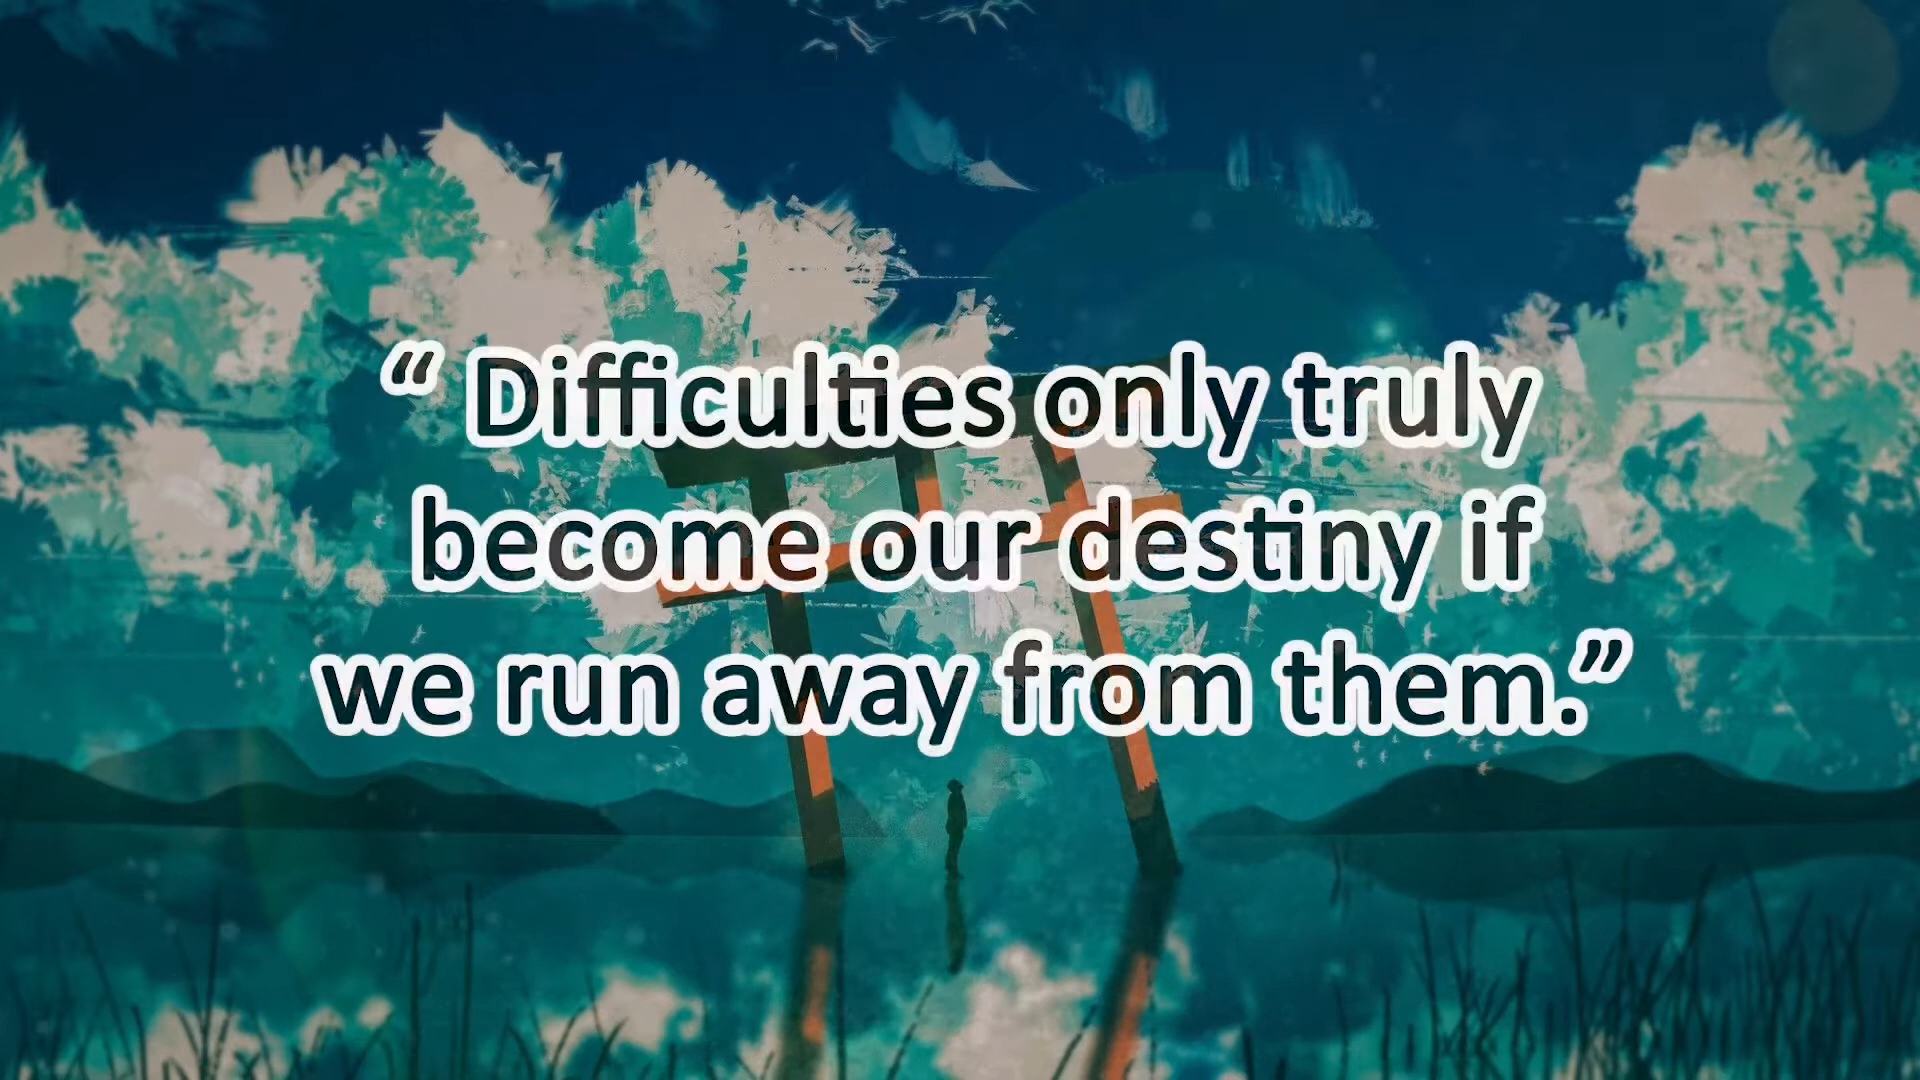 “ Difficulties only truly
become our destiny if
we run away from them.”